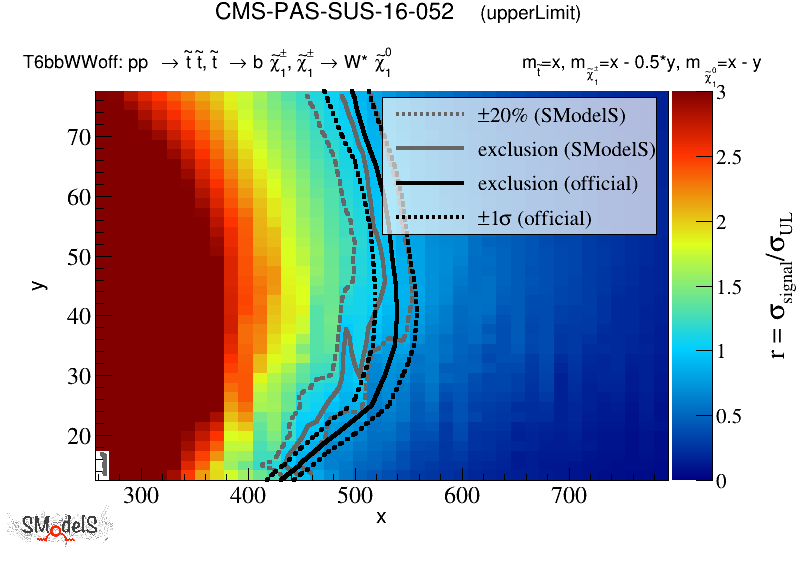 CMS-PAS-SUS-16-052 (upperLimit)
T6bbWWoff: pp → t̃ t̃, t̃ → b χ̃₁^±, χ̃₁^± → W* χ̃₁⁰ m_t̃=x, m_χ̃₁^±=x - 0.5*y, m_χ̃₁⁰=x - y
±20% (SModelS)
exclusion (SModelS)
exclusion (official)
±1σ (official)
70
60
50
40
30
20
y
300 400 500 600 700
x
3
2.5
2
1.5
1
0.5
0
r = σ_signal/σ_UL
SModelS